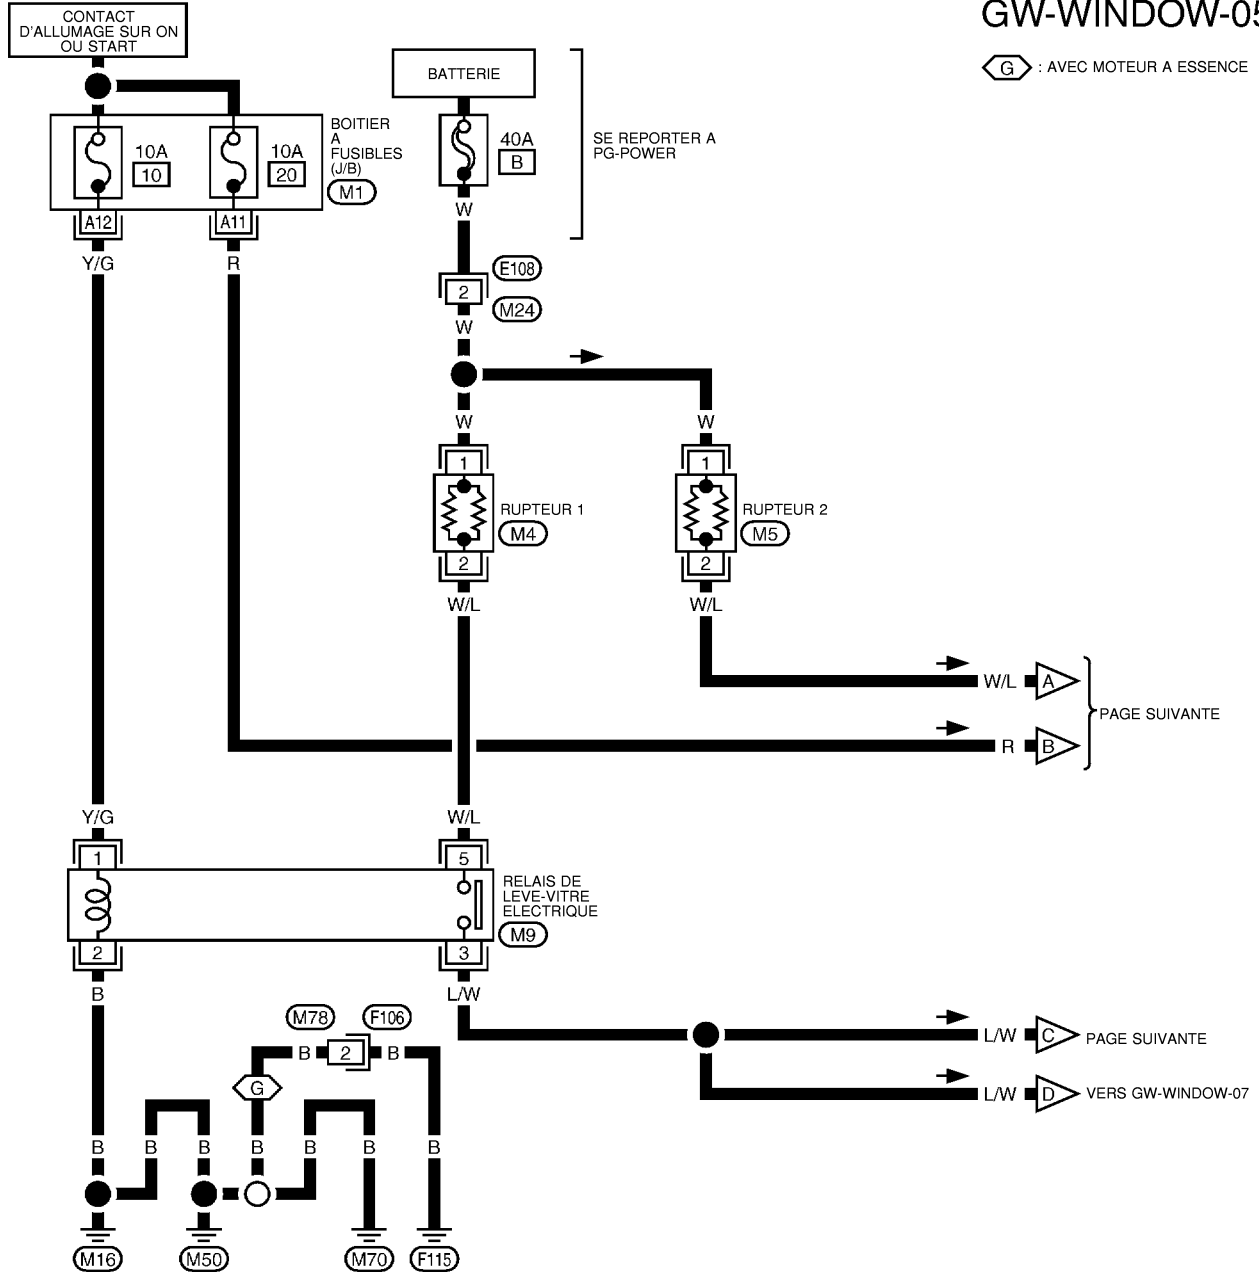 GW-WINDOW-05
G : AVEC MOTEUR A ESSENCE
CONTACT
D'ALLUMAGE SUR ON
OU START
BATTERIE
10A
10
10A
20
BOITIER
A
FUSIBLES
(J/B)
M1
40A
B
SE REPORTER A
PG-POWER
A12
A11
W
Y/G
R
E108
2
M24
W
W
W
1
1
RUPTEUR 1
M4
RUPTEUR 2
M5
2
2
W/L
W/L
W/L
A
PAGE SUIVANTE
R
B
Y/G
W/L
1
5
RELAIS DE
LEVE-VITRE
ELECTRIQUE
M9
2
3
B
L/W
M78
F106
B
2
B
L/W
C
PAGE SUIVANTE
G
L/W
D
VERS GW-WINDOW-07
B
B
B
B
B
B
B
M16
M50
M70
F115